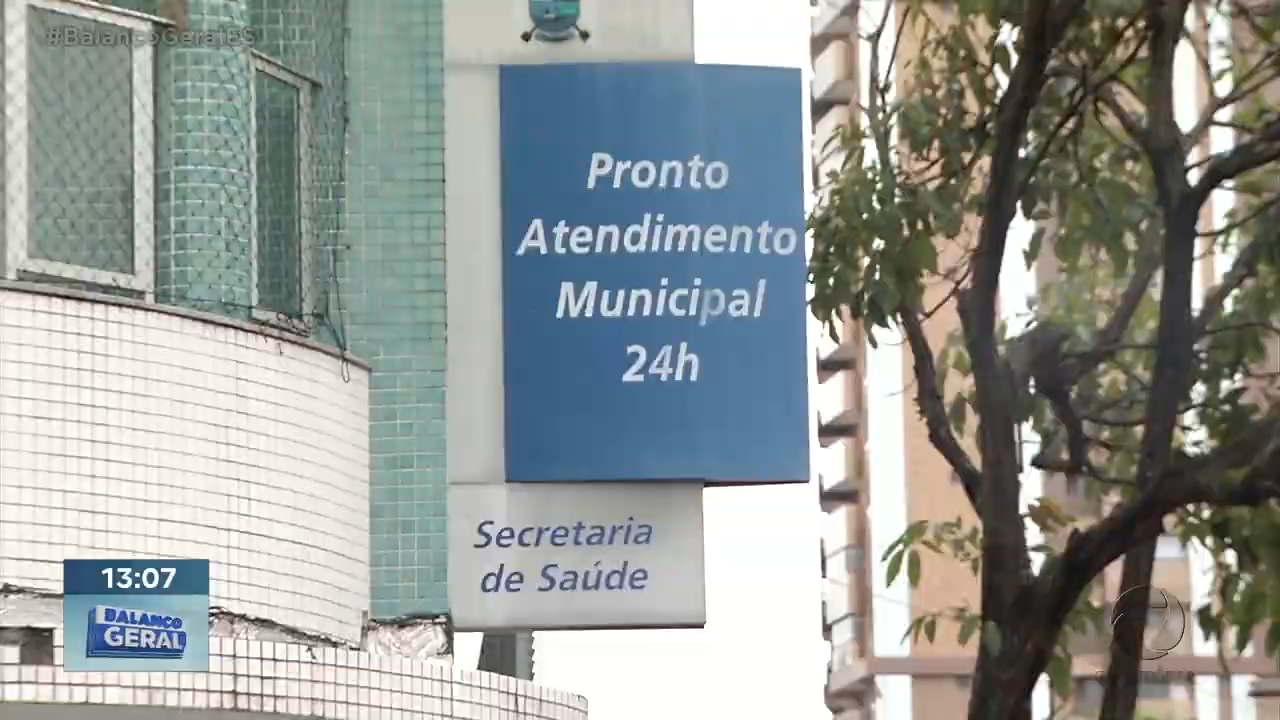 #BalançoGeralES
Pronto
Atendimento
Municipal
24h
Secretaria
de Saúde
13:07
BALANÇO
GERAL